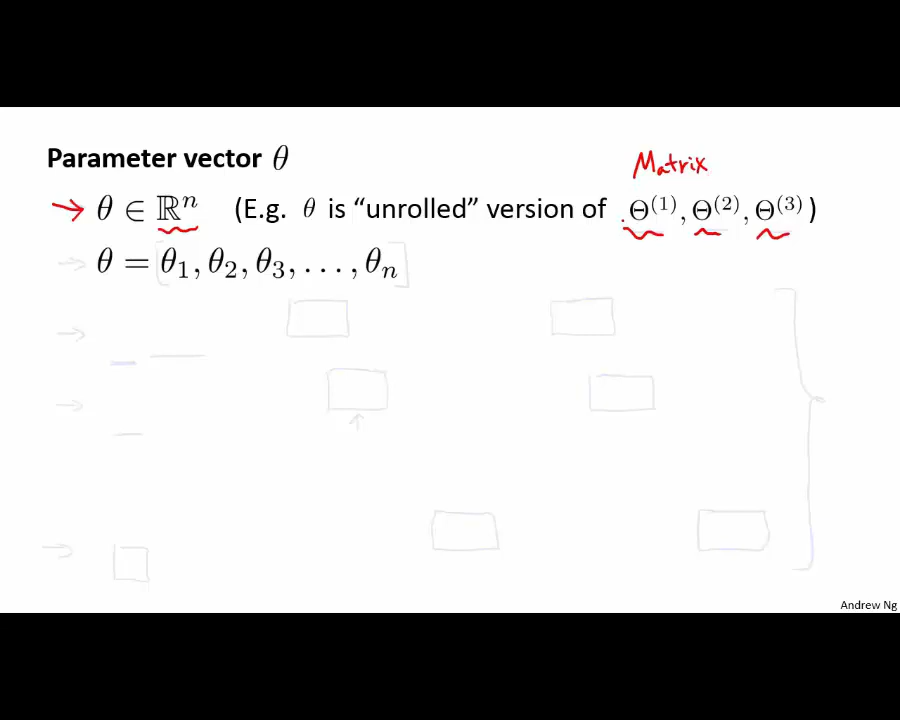 Parameter vector θ
Matrix
→ θ ∈ ℝⁿ (E.g. θ is “unrolled” version of Θ⁽¹⁾, Θ⁽²⁾, Θ⁽³⁾)
→ θ = [θ₁, θ₂, θ₃, . . . , θₙ]
Andrew Ng